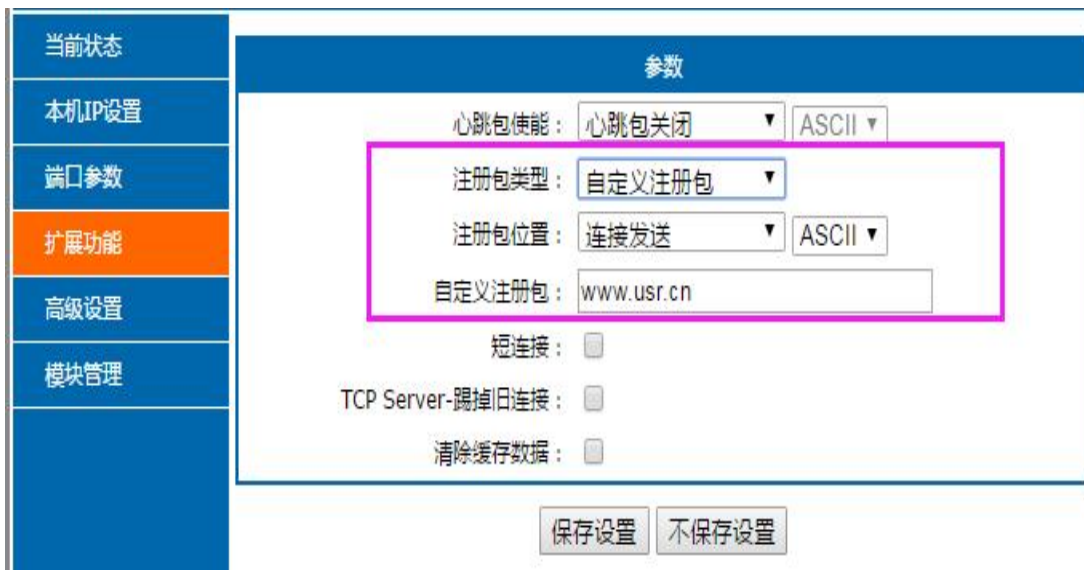 当前状态
本机IP设置
端口参数
扩展功能
高级设置
模块管理
参数
心跳包使能： 心跳包关闭 ASCII
注册包类型： 自定义注册包
注册包位置： 连接发送 ASCII
自定义注册包： www.usr.cn
短连接：
TCP Server-踢掉旧连接：
清除缓存数据：
保存设置 不保存设置